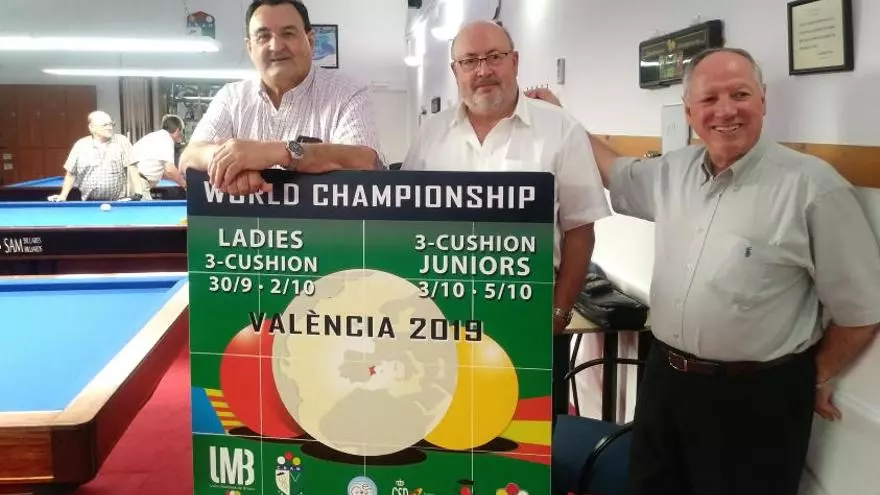 WORLD CHAMPIONSHIP
LADIES
3-CUSHION
30/9 · 2/10
3-CUSHION
JUNIORS
3/10 · 5/10
VALÈNCIA 2019
UMB
CSD
SAM